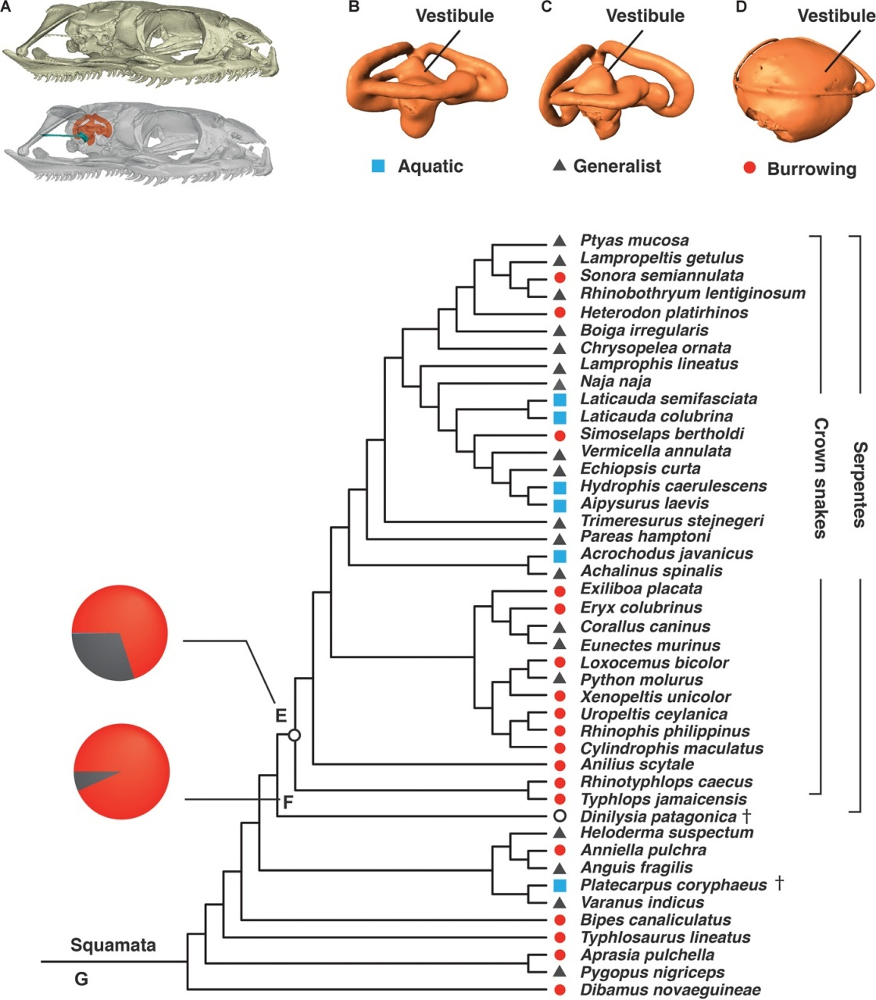 A
B
C
D
Vestibule
Vestibule
Vestibule
Aquatic
Generalist
Burrowing
Ptyas mucosa
Lampropeltis getulus
Sonora semiannulata
Rhinobothryum lentiginosum
Heterodon platirhinos
Boiga irregularis
Chrysopelea ornata
Lamprophis lineatus
Naja naja
Laticauda semifasciata
Laticauda colubrina
Simoselaps bertholdi
Vermicella annulata
Echiopsis curta
Hydrophis caerulescens
Aipysurus laevis
Trimeresurus stejnegeri
Pareas hamptoni
Acrochodus javanicus
Achalinus spinalis
Exiliboa placata
Eryx colubrinus
Corallus caninus
Eunectes murinus
Loxocemus bicolor
Python molurus
Xenopeltis unicolor
Uropeltis ceylanica
Rhinophis philippinus
Cylindrophis maculatus
Anilius scytale
Rhinotyphlops caecus
Typhlops jamaicensis
Dinilysia patagonica †
Heloderma suspectum
Anniella pulchra
Anguis fragilis
Platecarpus coryphaeus †
Varanus indicus
Bipes canaliculatus
Typhlosaurus lineatus
Aprasia pulchella
Pygopus nigriceps
Dibamus novaeguineae
Crown snakes
Serpentes
E
F
Squamata
G